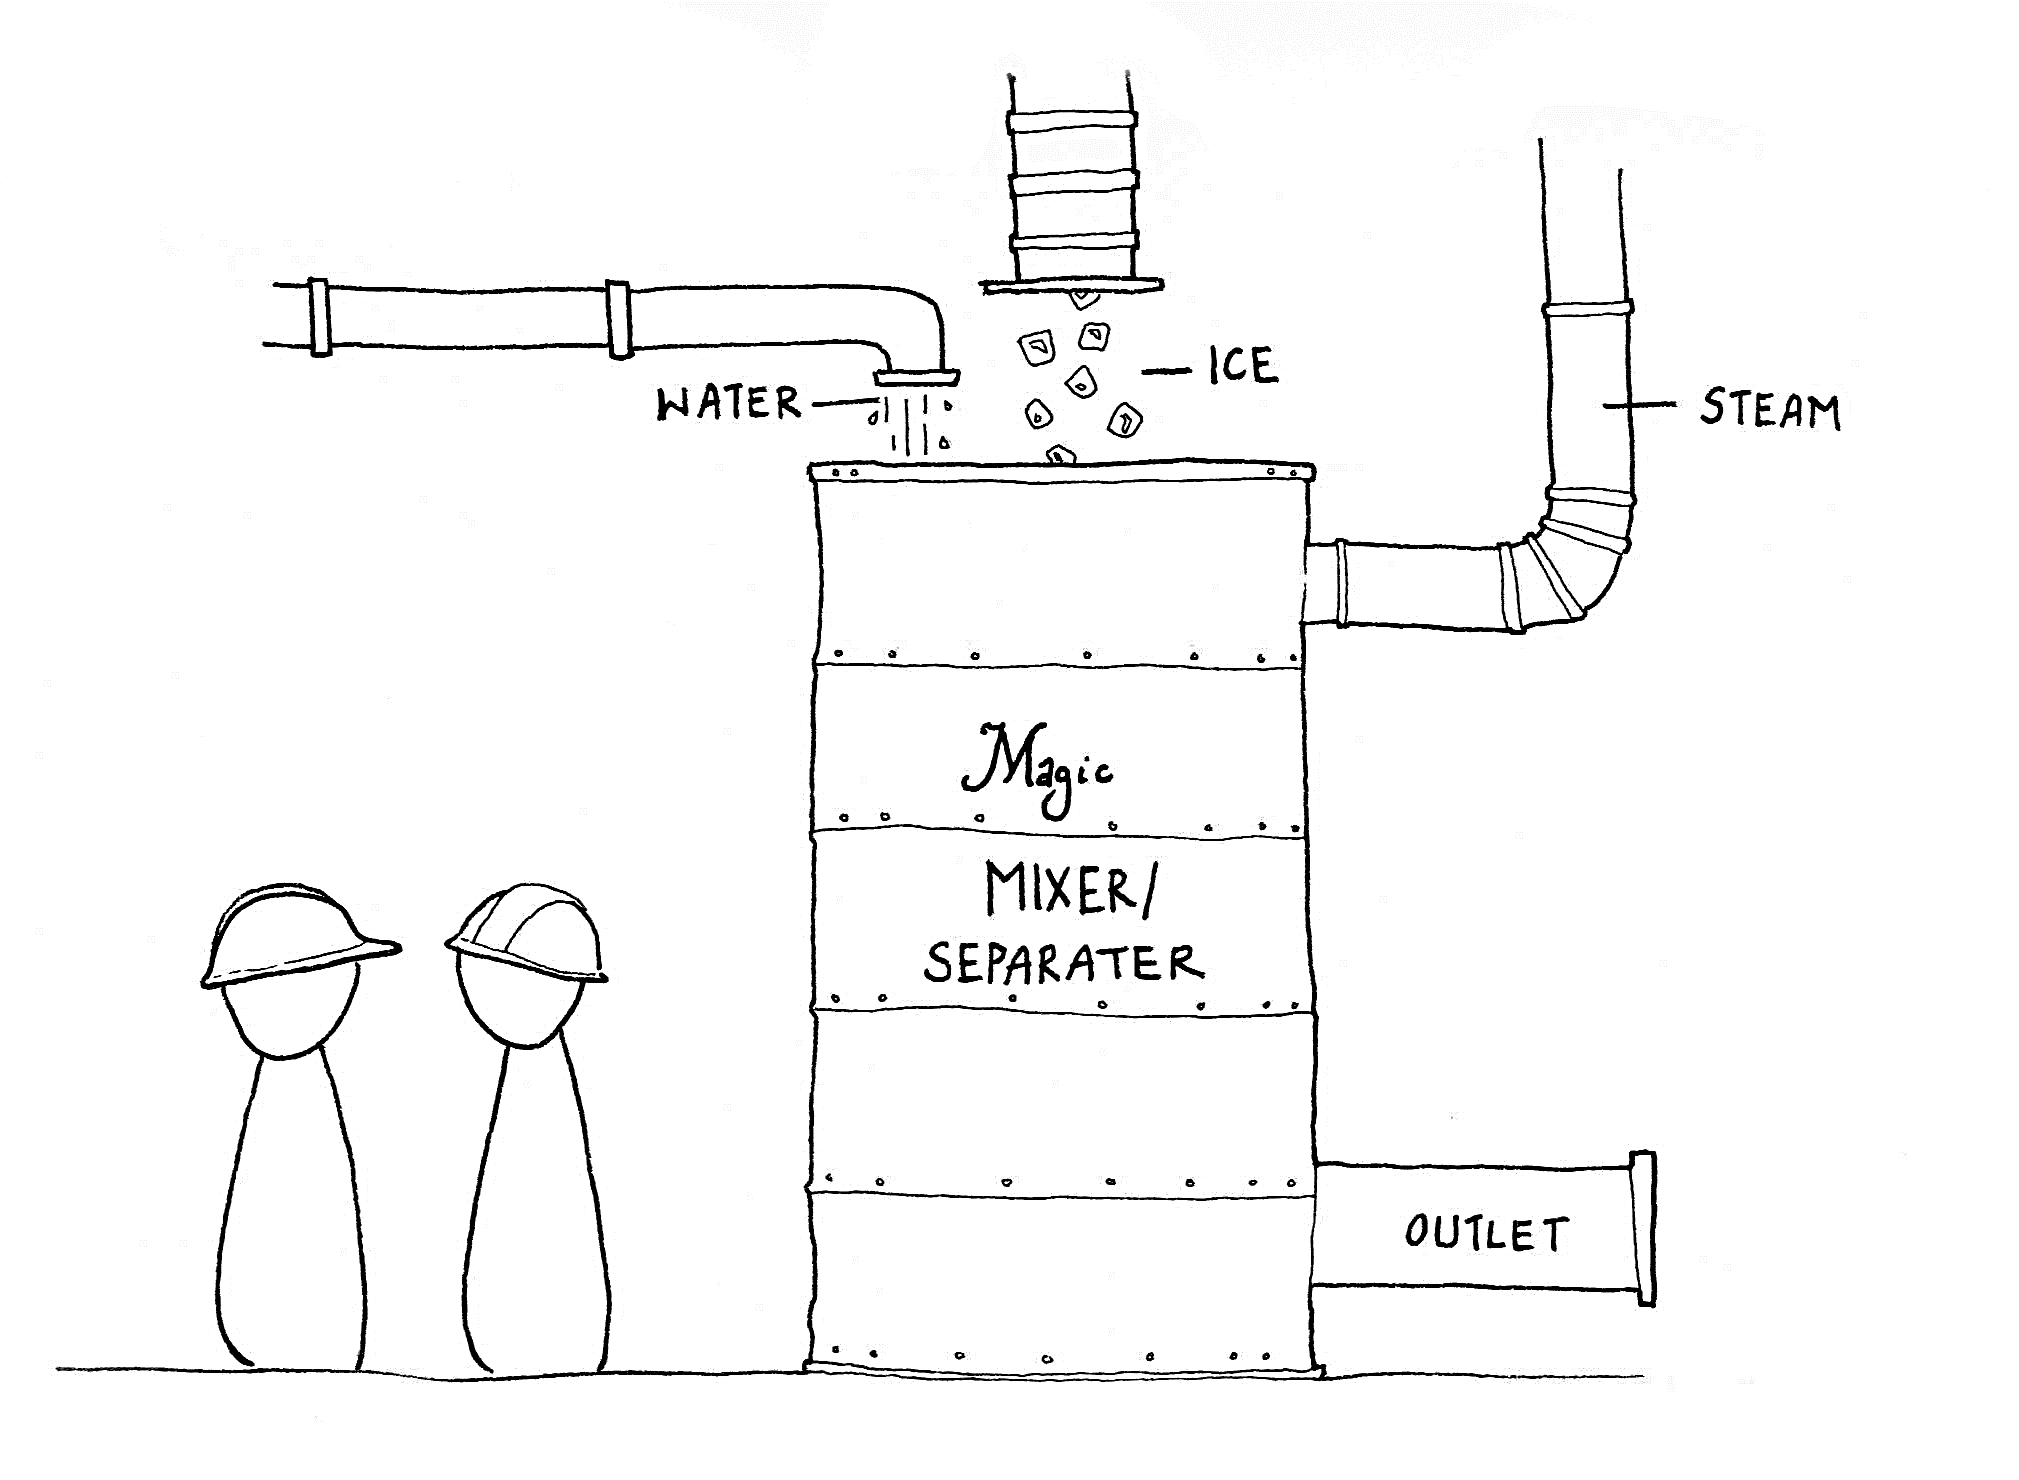 ICE
WATER
STEAM
Magic
MIXER/
SEPARATER
OUTLET